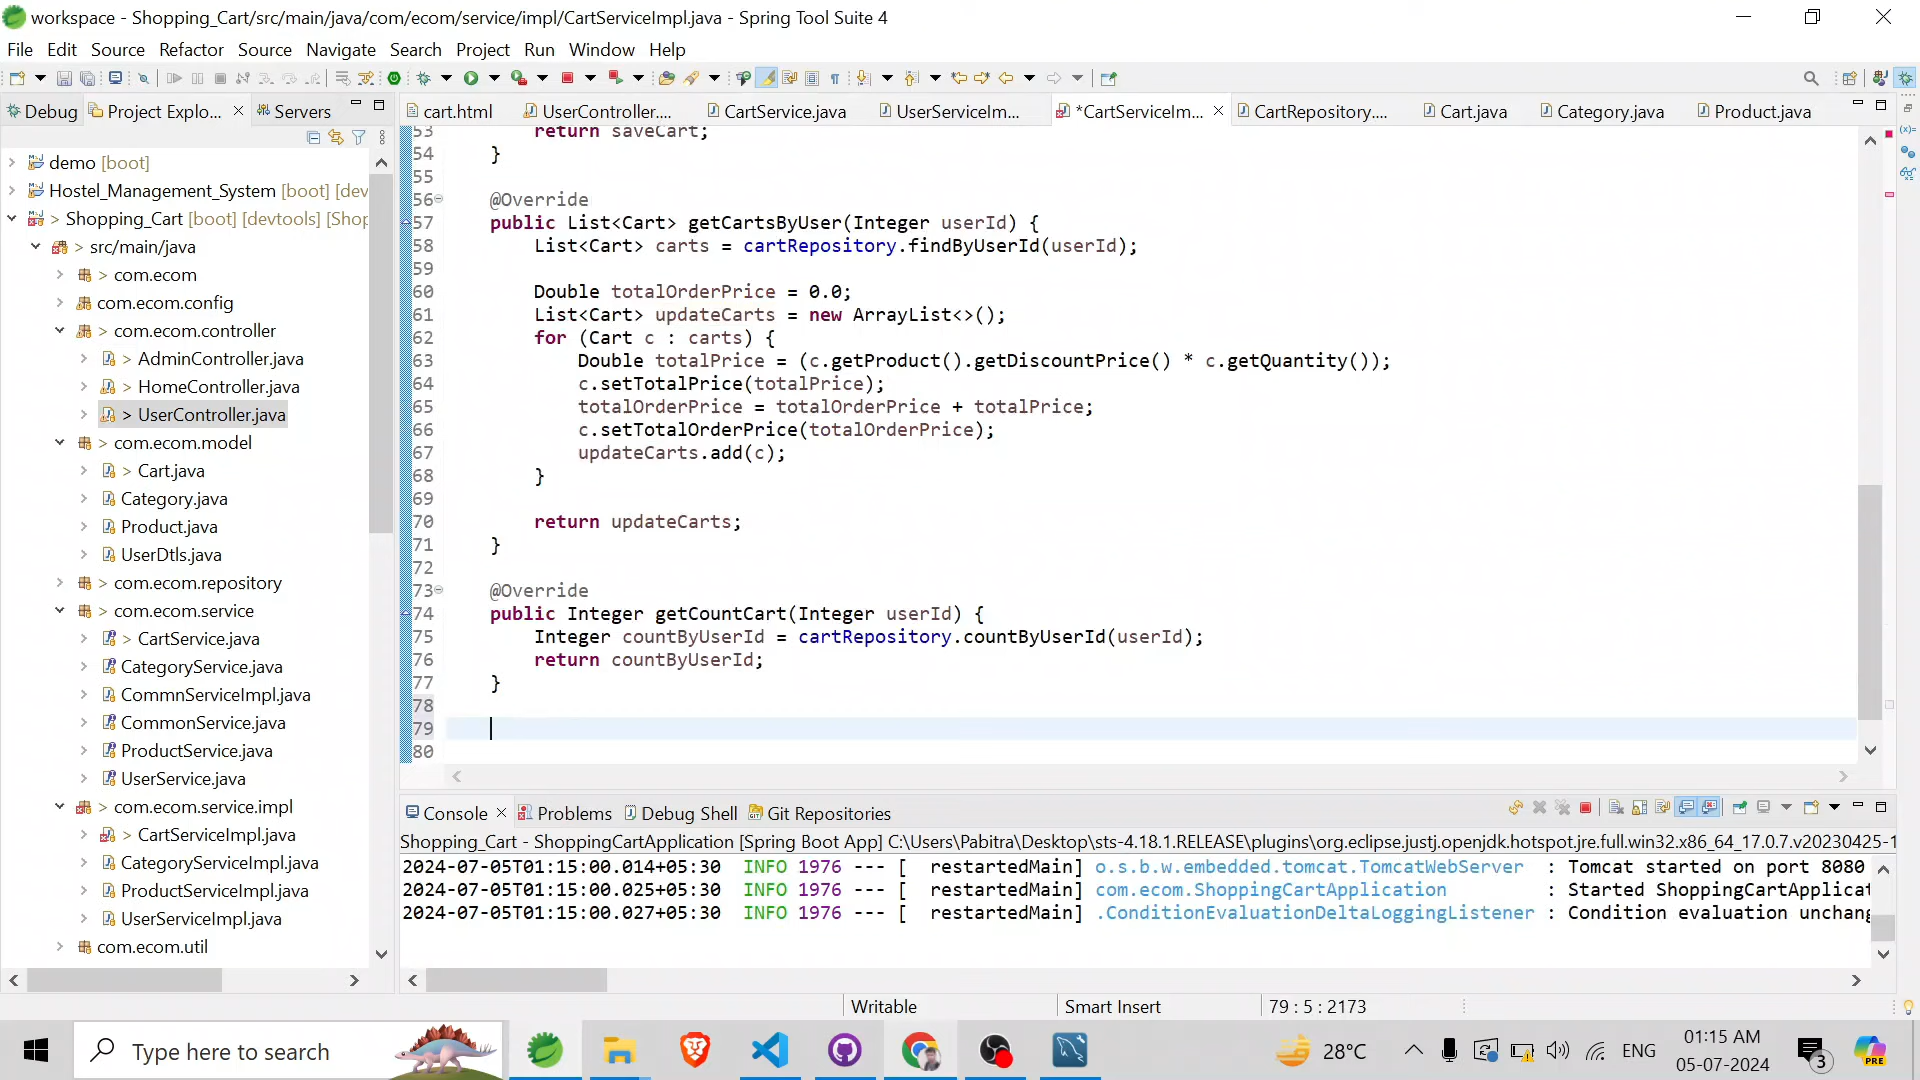 workspace - Shopping_Cart/src/main/java/com/ecom/service/impl/CartServiceImpl.java - Spring Tool Suite 4
File Edit Source Refactor Source Navigate Search Project Run Window Help
Debug Project Explo... Servers
cart.html UserController.... CartService.java UserServiceIm... *CartServiceIm... CartRepository.... Cart.java Category.java Product.java
demo [boot]
Hostel_Management_System [boot] [dev
> Shopping_Cart [boot] [devtools] [Shop
> src/main/java
> com.ecom
com.ecom.config
> com.ecom.controller
> AdminController.java
> HomeController.java
> UserController.java
> com.ecom.model
> Cart.java
Category.java
Product.java
UserDtls.java
> com.ecom.repository
> com.ecom.service
> CartService.java
CategoryService.java
CommnServiceImpl.java
CommonService.java
ProductService.java
UserService.java
> com.ecom.service.impl
> CartServiceImpl.java
CategoryServiceImpl.java
ProductServiceImpl.java
UserServiceImpl.java
com.ecom.util
53 return saveCart;
54 }
55
56 @Override
57 public List<Cart> getCartsByUser(Integer userId) {
58 List<Cart> carts = cartRepository.findByUserId(userId);
59
60 Double totalOrderPrice = 0.0;
61 List<Cart> updateCarts = new ArrayList<>();
62 for (Cart c : carts) {
63 Double totalPrice = (c.getProduct().getDiscountPrice() * c.getQuantity());
64 c.setTotalPrice(totalPrice);
65 totalOrderPrice = totalOrderPrice + totalPrice;
66 c.setTotalOrderPrice(totalOrderPrice);
67 updateCarts.add(c);
68 }
69
70 return updateCarts;
71 }
72
73 @Override
74 public Integer getCountCart(Integer userId) {
75 Integer countByUserId = cartRepository.countByUserId(userId);
76 return countByUserId;
77 }
78
79
80
Console Problems Debug Shell Git Repositories
Shopping_Cart - ShoppingCartApplication [Spring Boot App] C:\Users\Pabitra\Desktop\sts-4.18.1.RELEASE\plugins\org.eclipse.justj.openjdk.hotspot.jre.full.win32.x86_64_17.0.7.v20230425-1
2024-07-05T01:15:00.014+05:30 INFO 1976 --- [ restartedMain] o.s.b.w.embedded.tomcat.TomcatWebServer : Tomcat started on port 8080
2024-07-05T01:15:00.025+05:30 INFO 1976 --- [ restartedMain] com.ecom.ShoppingCartApplication : Started ShoppingCartApplicat
2024-07-05T01:15:00.027+05:30 INFO 1976 --- [ restartedMain] .ConditionEvaluationDeltaLoggingListener : Condition evaluation unchang
Writable Smart Insert 79 : 5 : 2173
Type here to search
28°C ENG 01:15 AM
05-07-2024
3
PRE